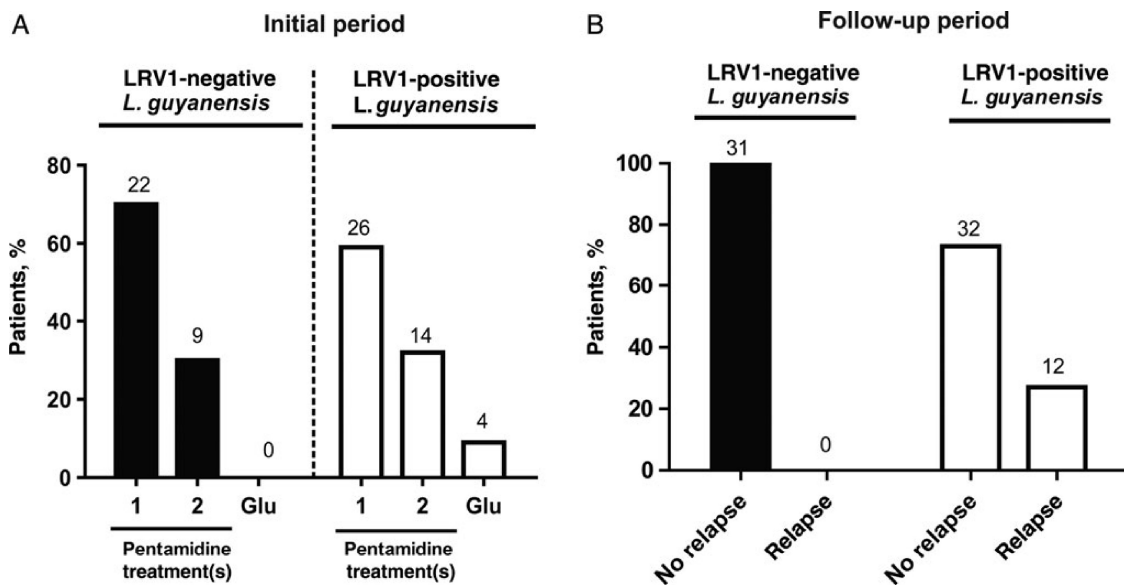 A
Initial period
LRV1-negative
L. guyanensis
LRV1-positive
L. guyanensis
Patients, %
80
60
40
20
0
22
9
0
26
14
4
1
2
Glu
1
2
Glu
Pentamidine
treatment(s)
Pentamidine
treatment(s)
B
Follow-up period
LRV1-negative
L. guyanensis
LRV1-positive
L. guyanensis
Patients, %
100
80
60
40
20
0
31
0
32
12
No relapse
Relapse
No relapse
Relapse